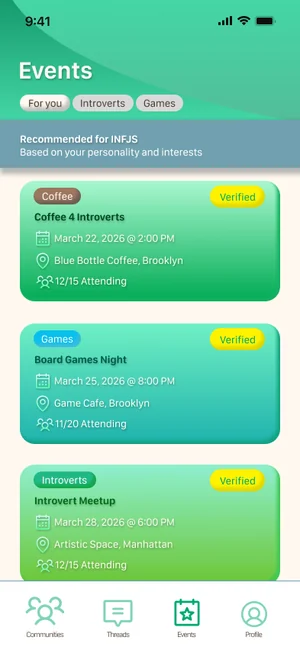 9:41
Events
For you Introverts Games
Recommended for INFJS
Based on your personality and interests
Coffee Verified
Coffee 4 Introverts
March 22, 2026 @ 2:00 PM
Blue Bottle Coffee, Brooklyn
12/15 Attending
Games Verified
Board Games Night
March 25, 2026 @ 8:00 PM
Game Cafe, Brooklyn
11/20 Attending
Introverts Verified
Introvert Meetup
March 28, 2026 @ 6:00 PM
Artistic Space, Manhattan
12/15 Attending
Communities Threads Events Profile